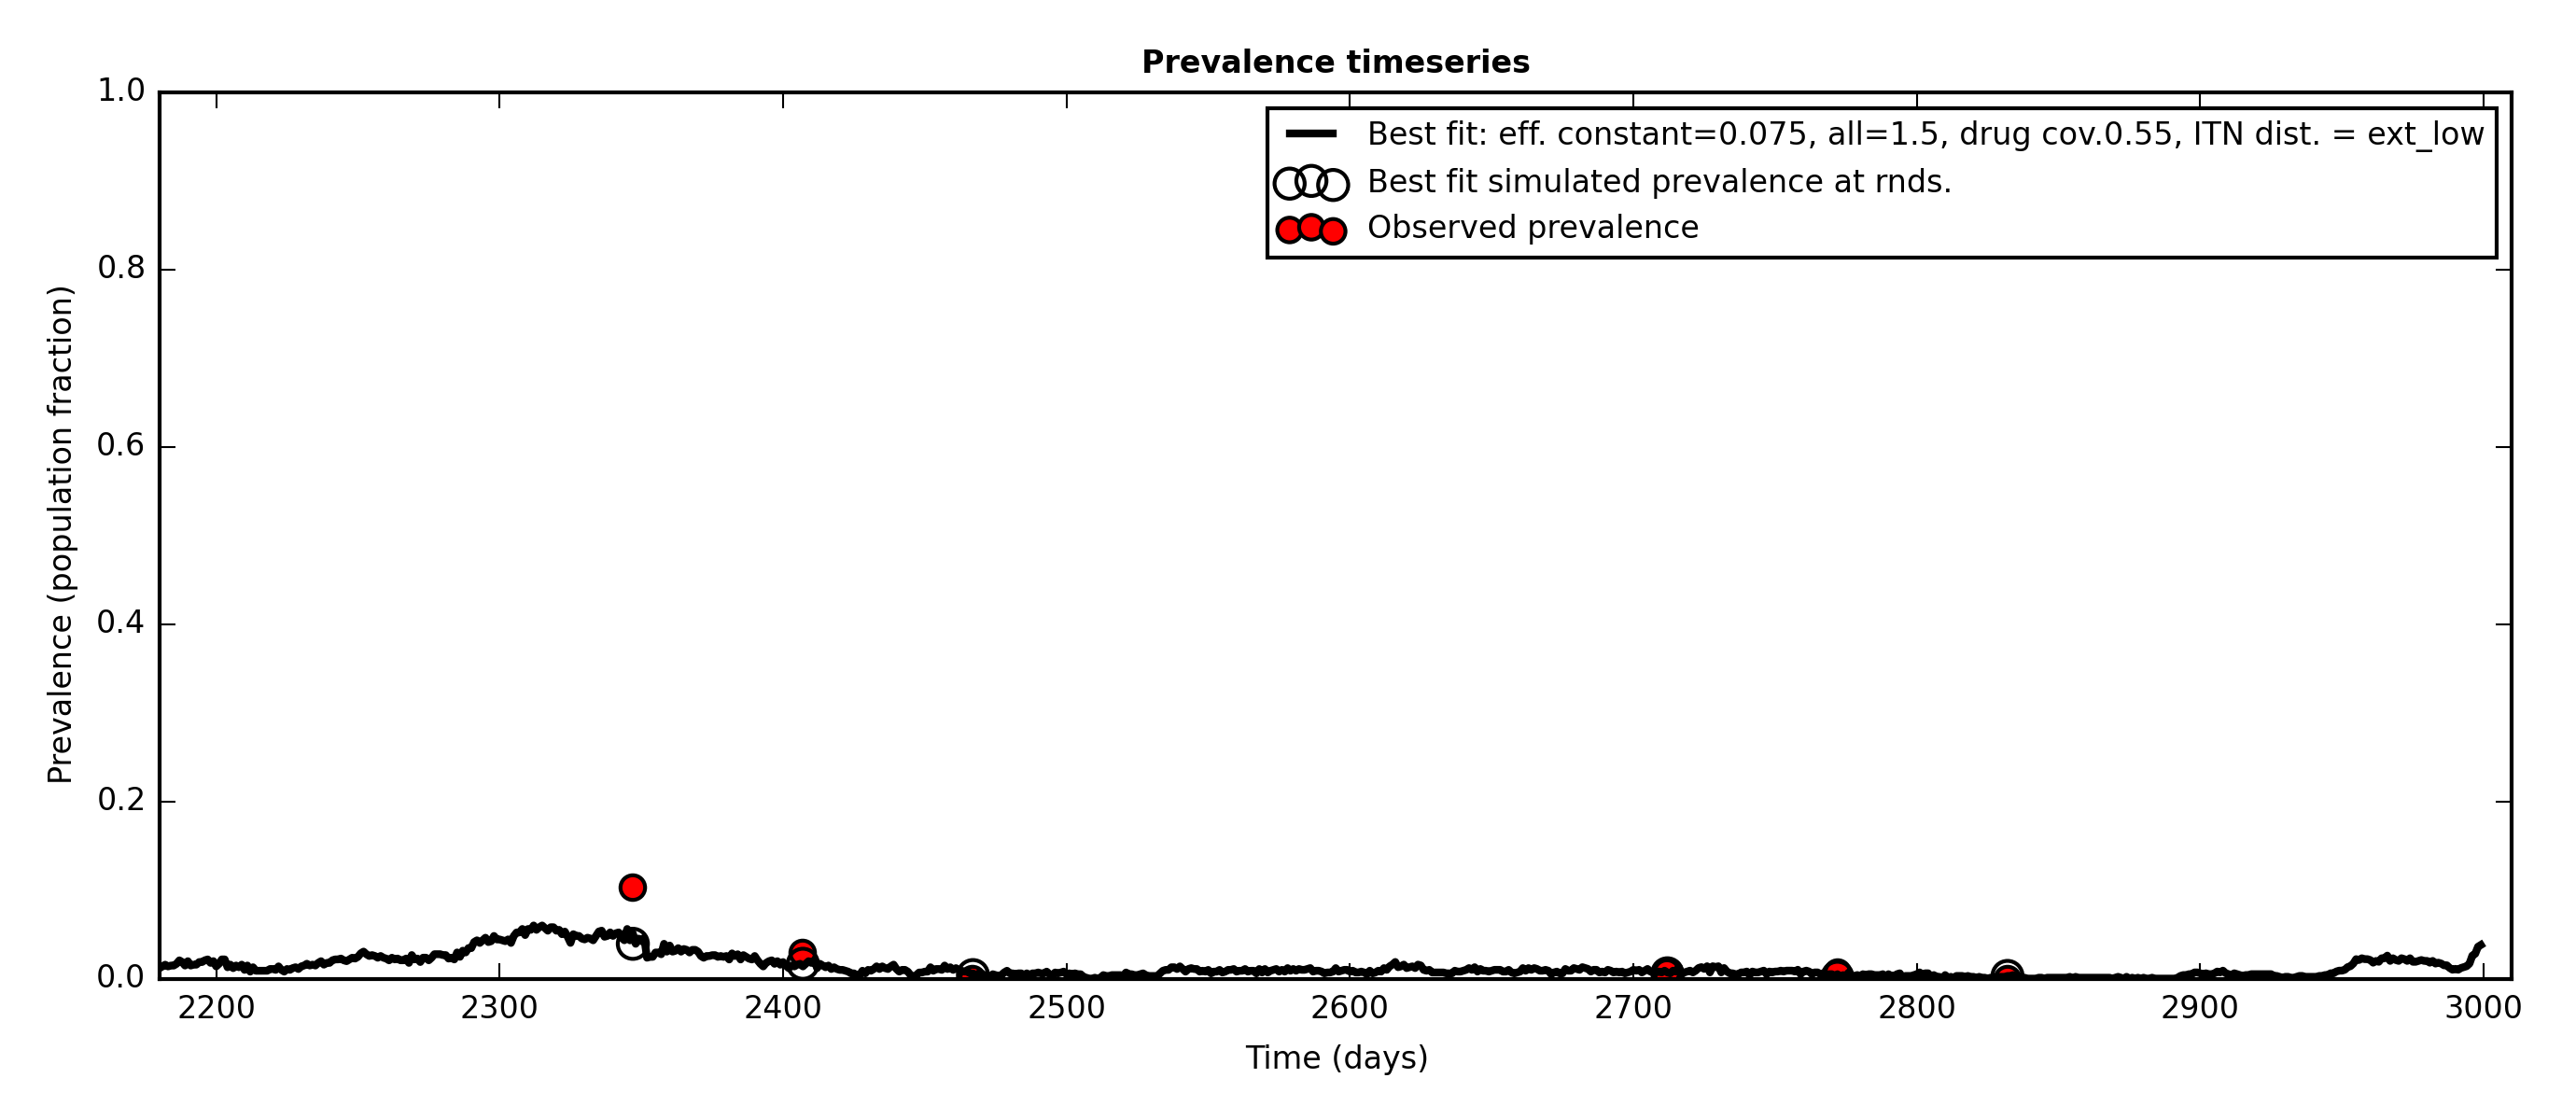 Prevalence timeseries
1.0
0.8
0.6
0.4
0.2
0.0
Prevalence (population fraction)
Best fit: eff. constant=0.075, all=1.5, drug cov.0.55, ITN dist. = ext_low
Best fit simulated prevalence at rnds.
Observed prevalence
2200 2300 2400 2500 2600 2700 2800 2900 3000
Time (days)